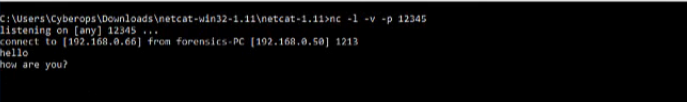 C:\Users\Cyberops\Downloads\netcat-win32-1.11\netcat-1.11>nc -l -v -p 12345
listening on [any] 12345 ...
connect to [192.168.0.66] from forensics-PC [192.168.0.50] 1213
hello
how are you?